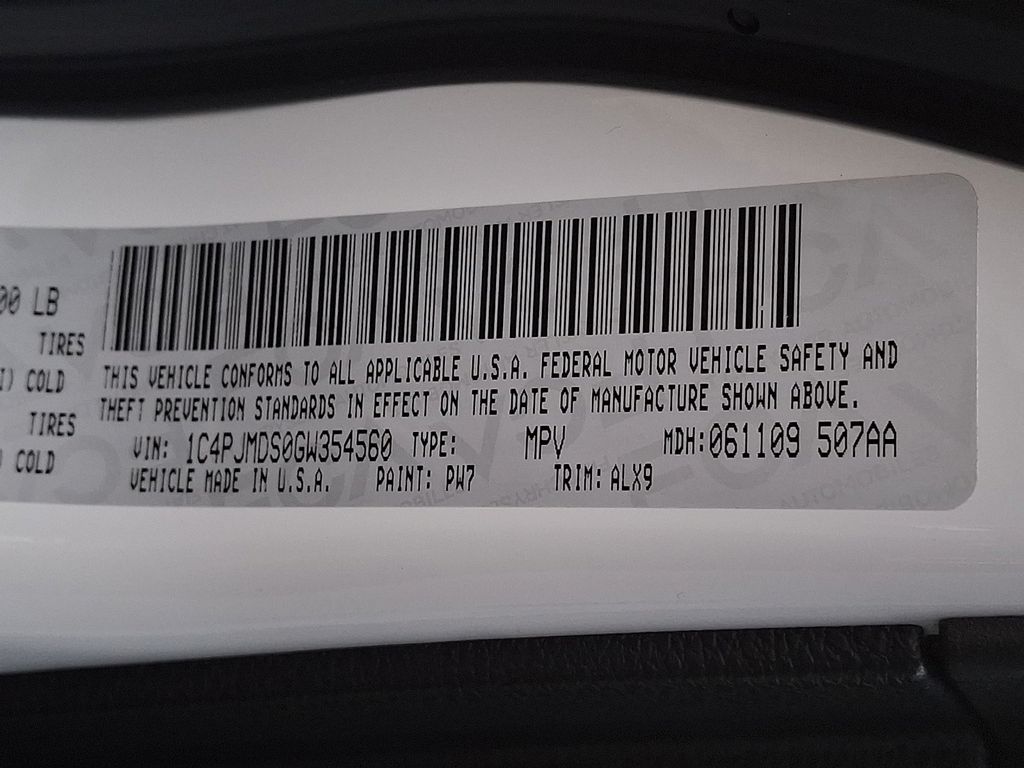 00 LB
TIRES
I) COLD
TIRES
) COLD
THIS VEHICLE CONFORMS TO ALL APPLICABLE U.S.A. FEDERAL MOTOR VEHICLE SAFETY AND
THEFT PREVENTION STANDARDS IN EFFECT ON THE DATE OF MANUFACTURE SHOWN ABOVE.
VIN: 1C4PJMDS0GW354560 TYPE: MPV MDH: 061109 507AA
VEHICLE MADE IN U.S.A. PAINT: PW7 TRIM: ALX9